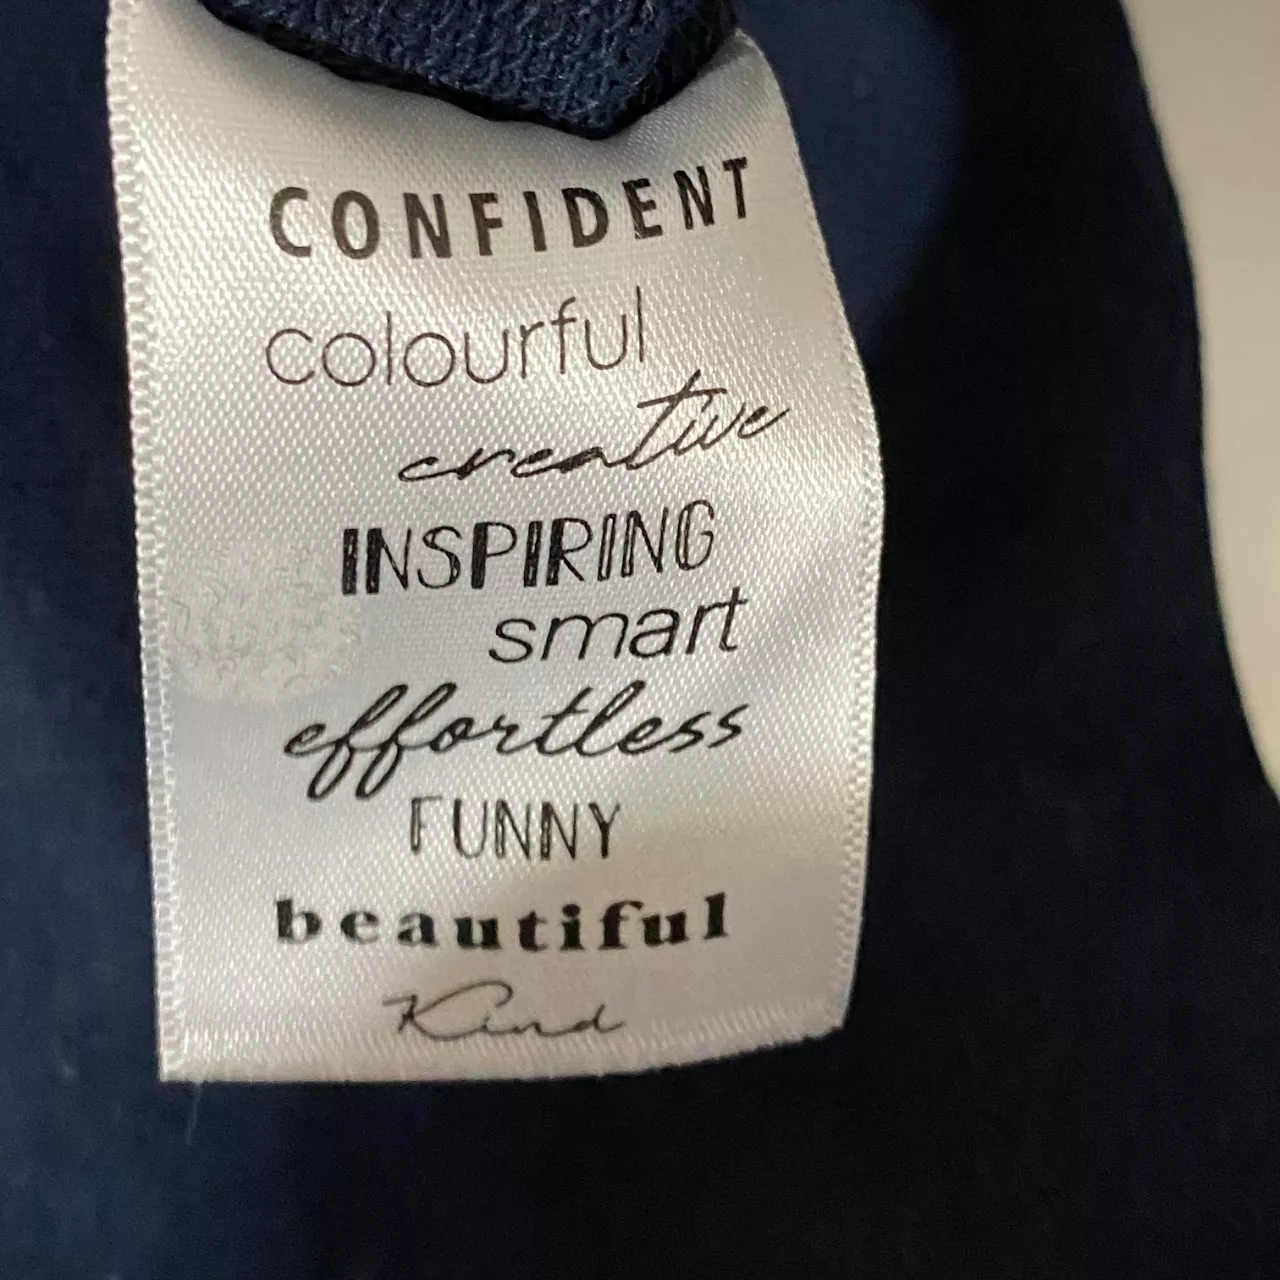 CONFIDENT
colourful
creative
INSPIRING
smart
effortless
FUNNY
beautiful
Kind